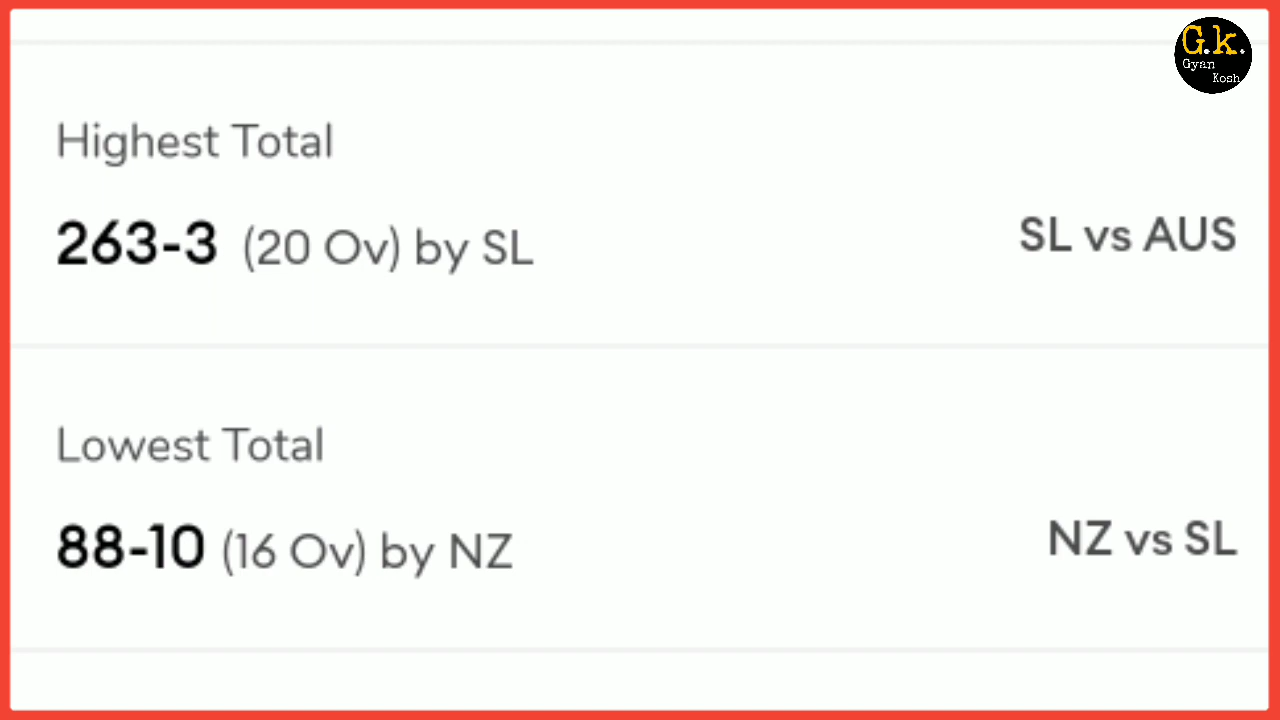 G.k.
Gyan
Kosh
Highest Total
263-3 (20 Ov) by SL
SL vs AUS
Lowest Total
88-10 (16 Ov) by NZ
NZ vs SL